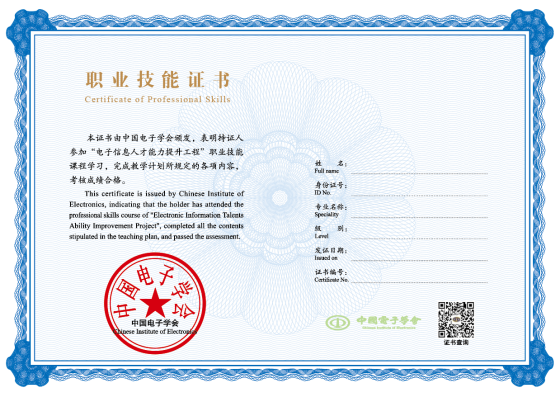 职业技能证书
Certificate of Professional Skills
本证书由中国电子学会颁发，表明持证人
参加“电子信息人才能力提升工程”职业技能
课程学习，完成教学计划所规定的各项内容，
考核成绩合格。
This certificate is issued by Chinese Institute of
Electronics, indicating that the holder has attended the
professional skills course of "Electronic Information Talents
Ability Improvement Project", completed all the contents
stipulated in the teaching plan, and passed the assessment.
中国电子学会
中国电子学会
Chinese Institute of Electronics
姓 名：
Full name
身份证号：
ID No.
专业名称：
Speciality
级 别：
Level
发证日期：
Issued on
证书编号：
Certificate No.
中國電子學會
Chinese Institute of Electronics
证书查询